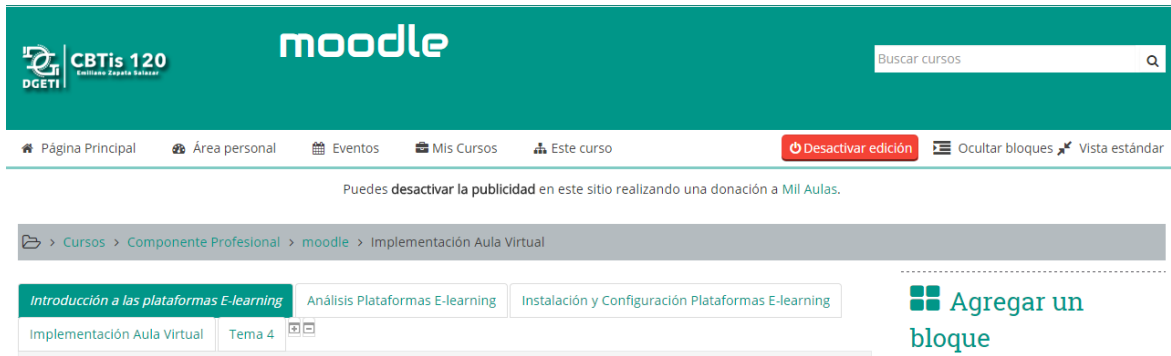 moodle
CBTis 120
Emiliano Zapata Salazar
DGETI
Buscar cursos
Página Principal Área personal Eventos Mis Cursos Este curso Desactivar edición Ocultar bloques Vista estándar
Puedes desactivar la publicidad en este sitio realizando una donación a Mil Aulas.
> Cursos > Componente Profesional > moodle > Implementación Aula Virtual
Introducción a las plataformas E-learning Análisis Plataformas E-learning Instalación y Configuración Plataformas E-learning
Implementación Aula Virtual Tema 4
Agregar un
bloque